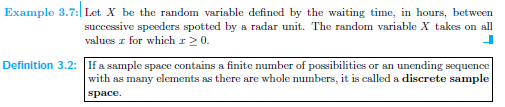 Example 3.7: Let X be the random variable defined by the waiting time, in hours, between
successive speeders spotted by a radar unit. The random variable X takes on all
values x for which x ≥ 0.
Definition 3.2: If a sample space contains a finite number of possibilities or an unending sequence
with as many elements as there are whole numbers, it is called a discrete sample
space.